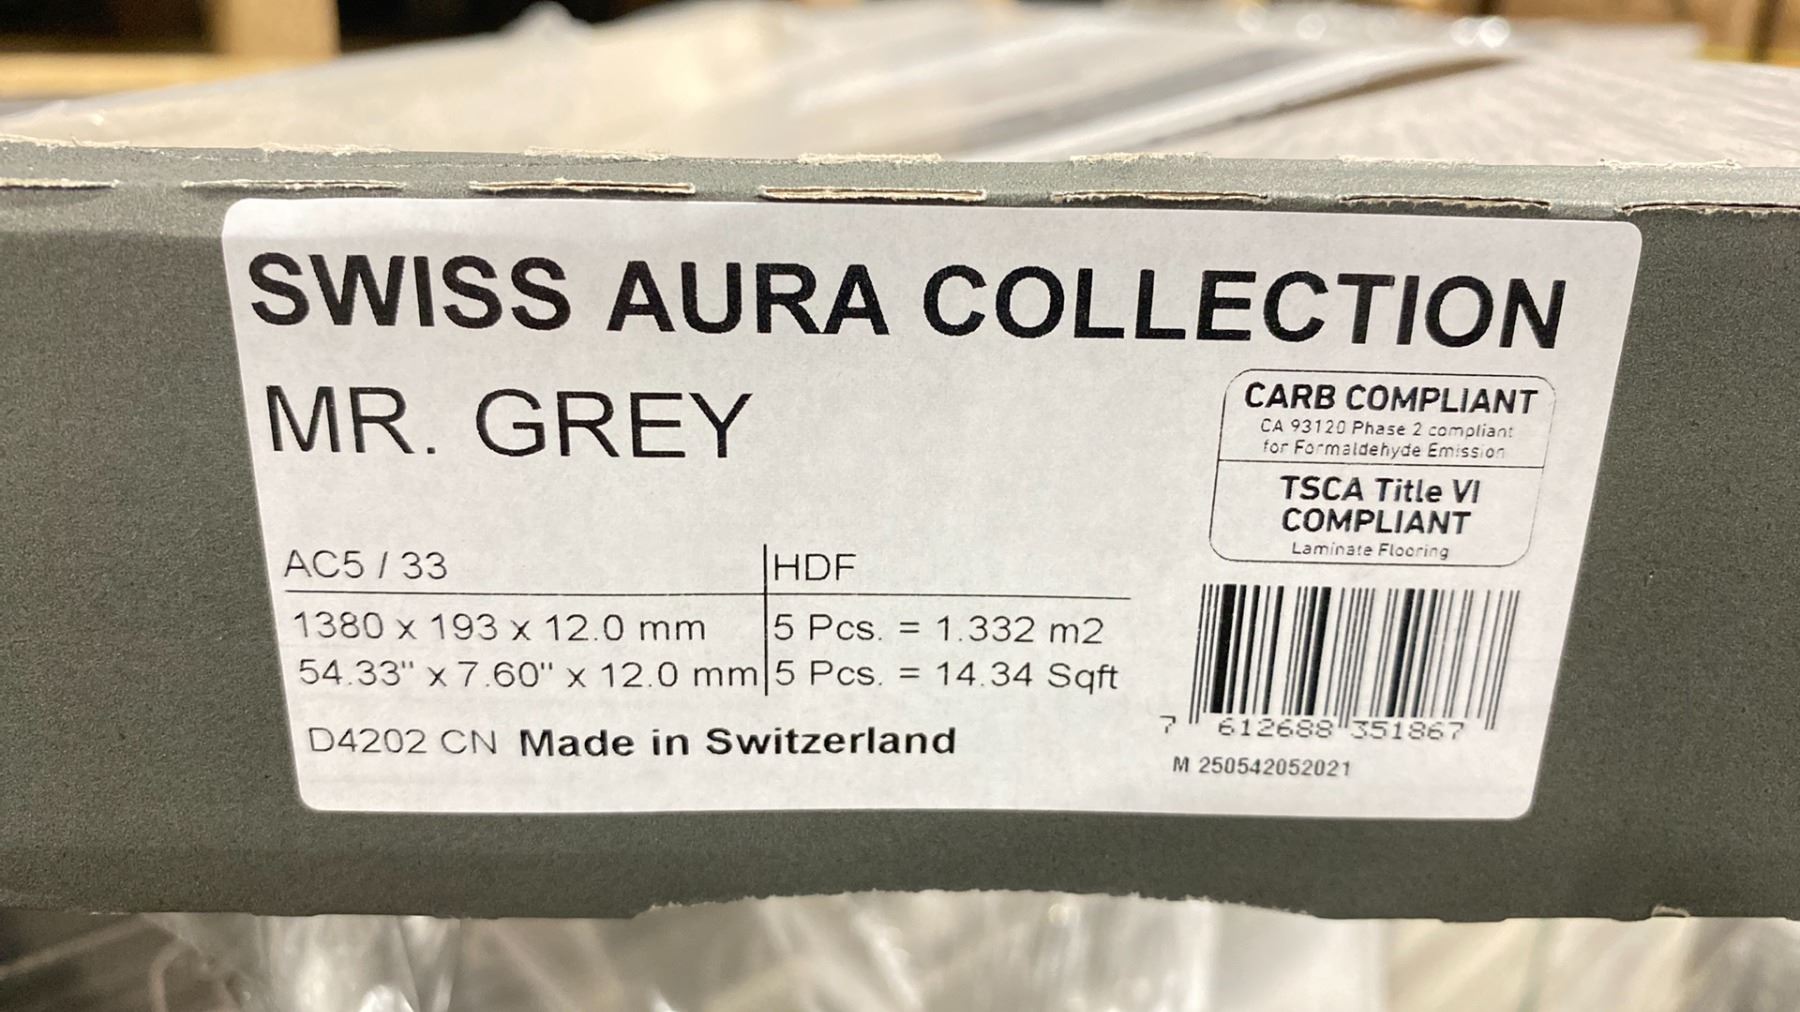 SWISS AURA COLLECTION
MR. GREY
CARB COMPLIANT
CA 93120 Phase 2 compliant
for Formaldehyde Emission
TSCA Title VI
COMPLIANT
Laminate Flooring
AC5 / 33 HDF
1380 x 193 x 12.0 mm 5 Pcs. = 1.332 m2
54.33" x 7.60" x 12.0 mm 5 Pcs. = 14.34 Sqft
D4202 CN Made in Switzerland
7 612688 351867
M 250542052021